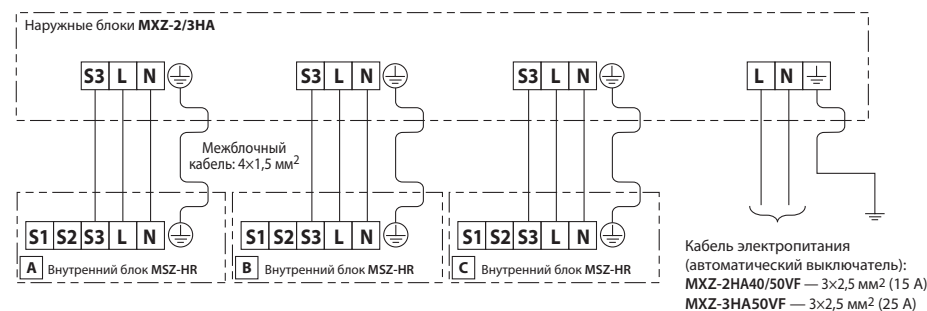 Наружные блоки MXZ-2/3HA
S3 L N
S3 L N
S3 L N
L N
Межблочный
кабель: 4×1,5 мм²
S1 S2 S3 L N
S1 S2 S3 L N
S1 S2 S3 L N
A Внутренний блок MSZ-HR
B Внутренний блок MSZ-HR
C Внутренний блок MSZ-HR
Кабель электропитания
(автоматический выключатель):
MXZ-2HA40/50VF — 3×2,5 мм² (15 А)
MXZ-3HA50VF — 3×2,5 мм² (25 А)